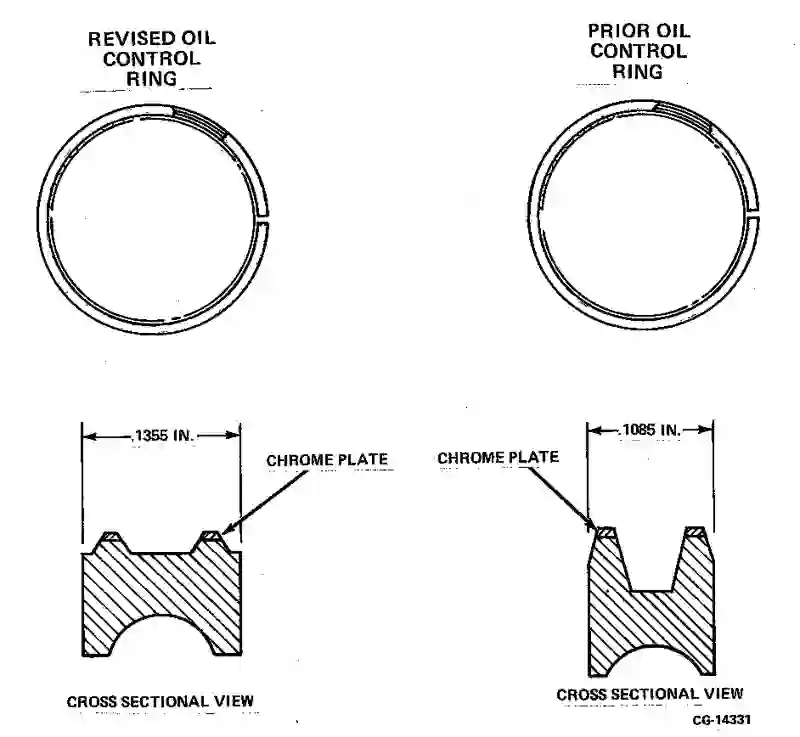 REVISED OIL
CONTROL
RING
PRIOR OIL
CONTROL
RING
.1355 IN.
.1085 IN.
CHROME PLATE
CHROME PLATE
CROSS SECTIONAL VIEW
CROSS SECTIONAL VIEW
CG-14331